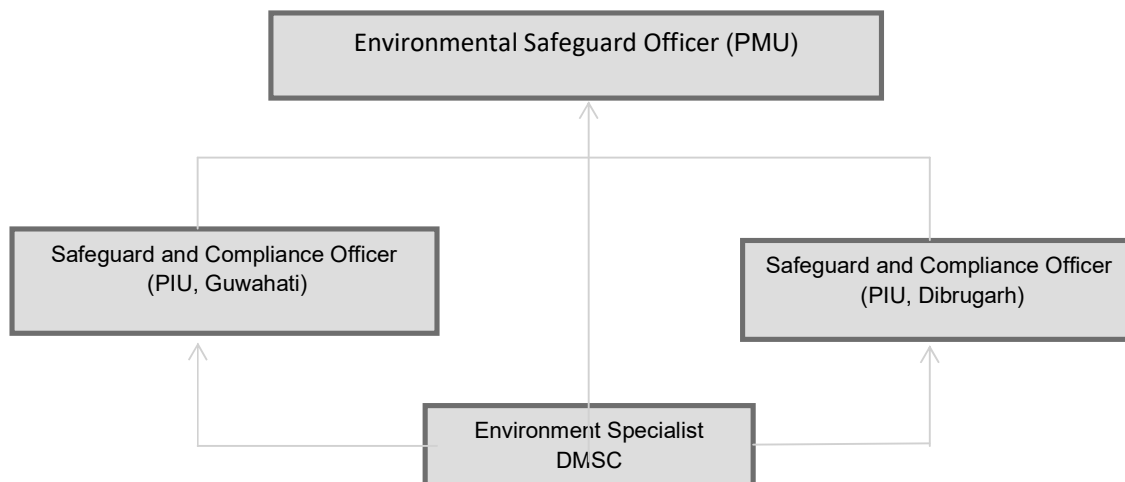 Environmental Safeguard Officer (PMU)
Safeguard and Compliance Officer
(PIU, Guwahati)
Safeguard and Compliance Officer
(PIU, Dibrugarh)
Environment Specialist
DMSC